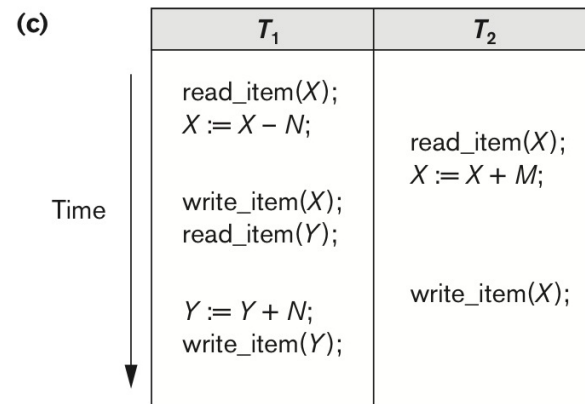 (c)
T1 T2
read_item(X);
X := X – N;
read_item(X);
X := X + M;
write_item(X);
Time
read_item(Y);
write_item(X);
Y := Y + N;
write_item(Y);